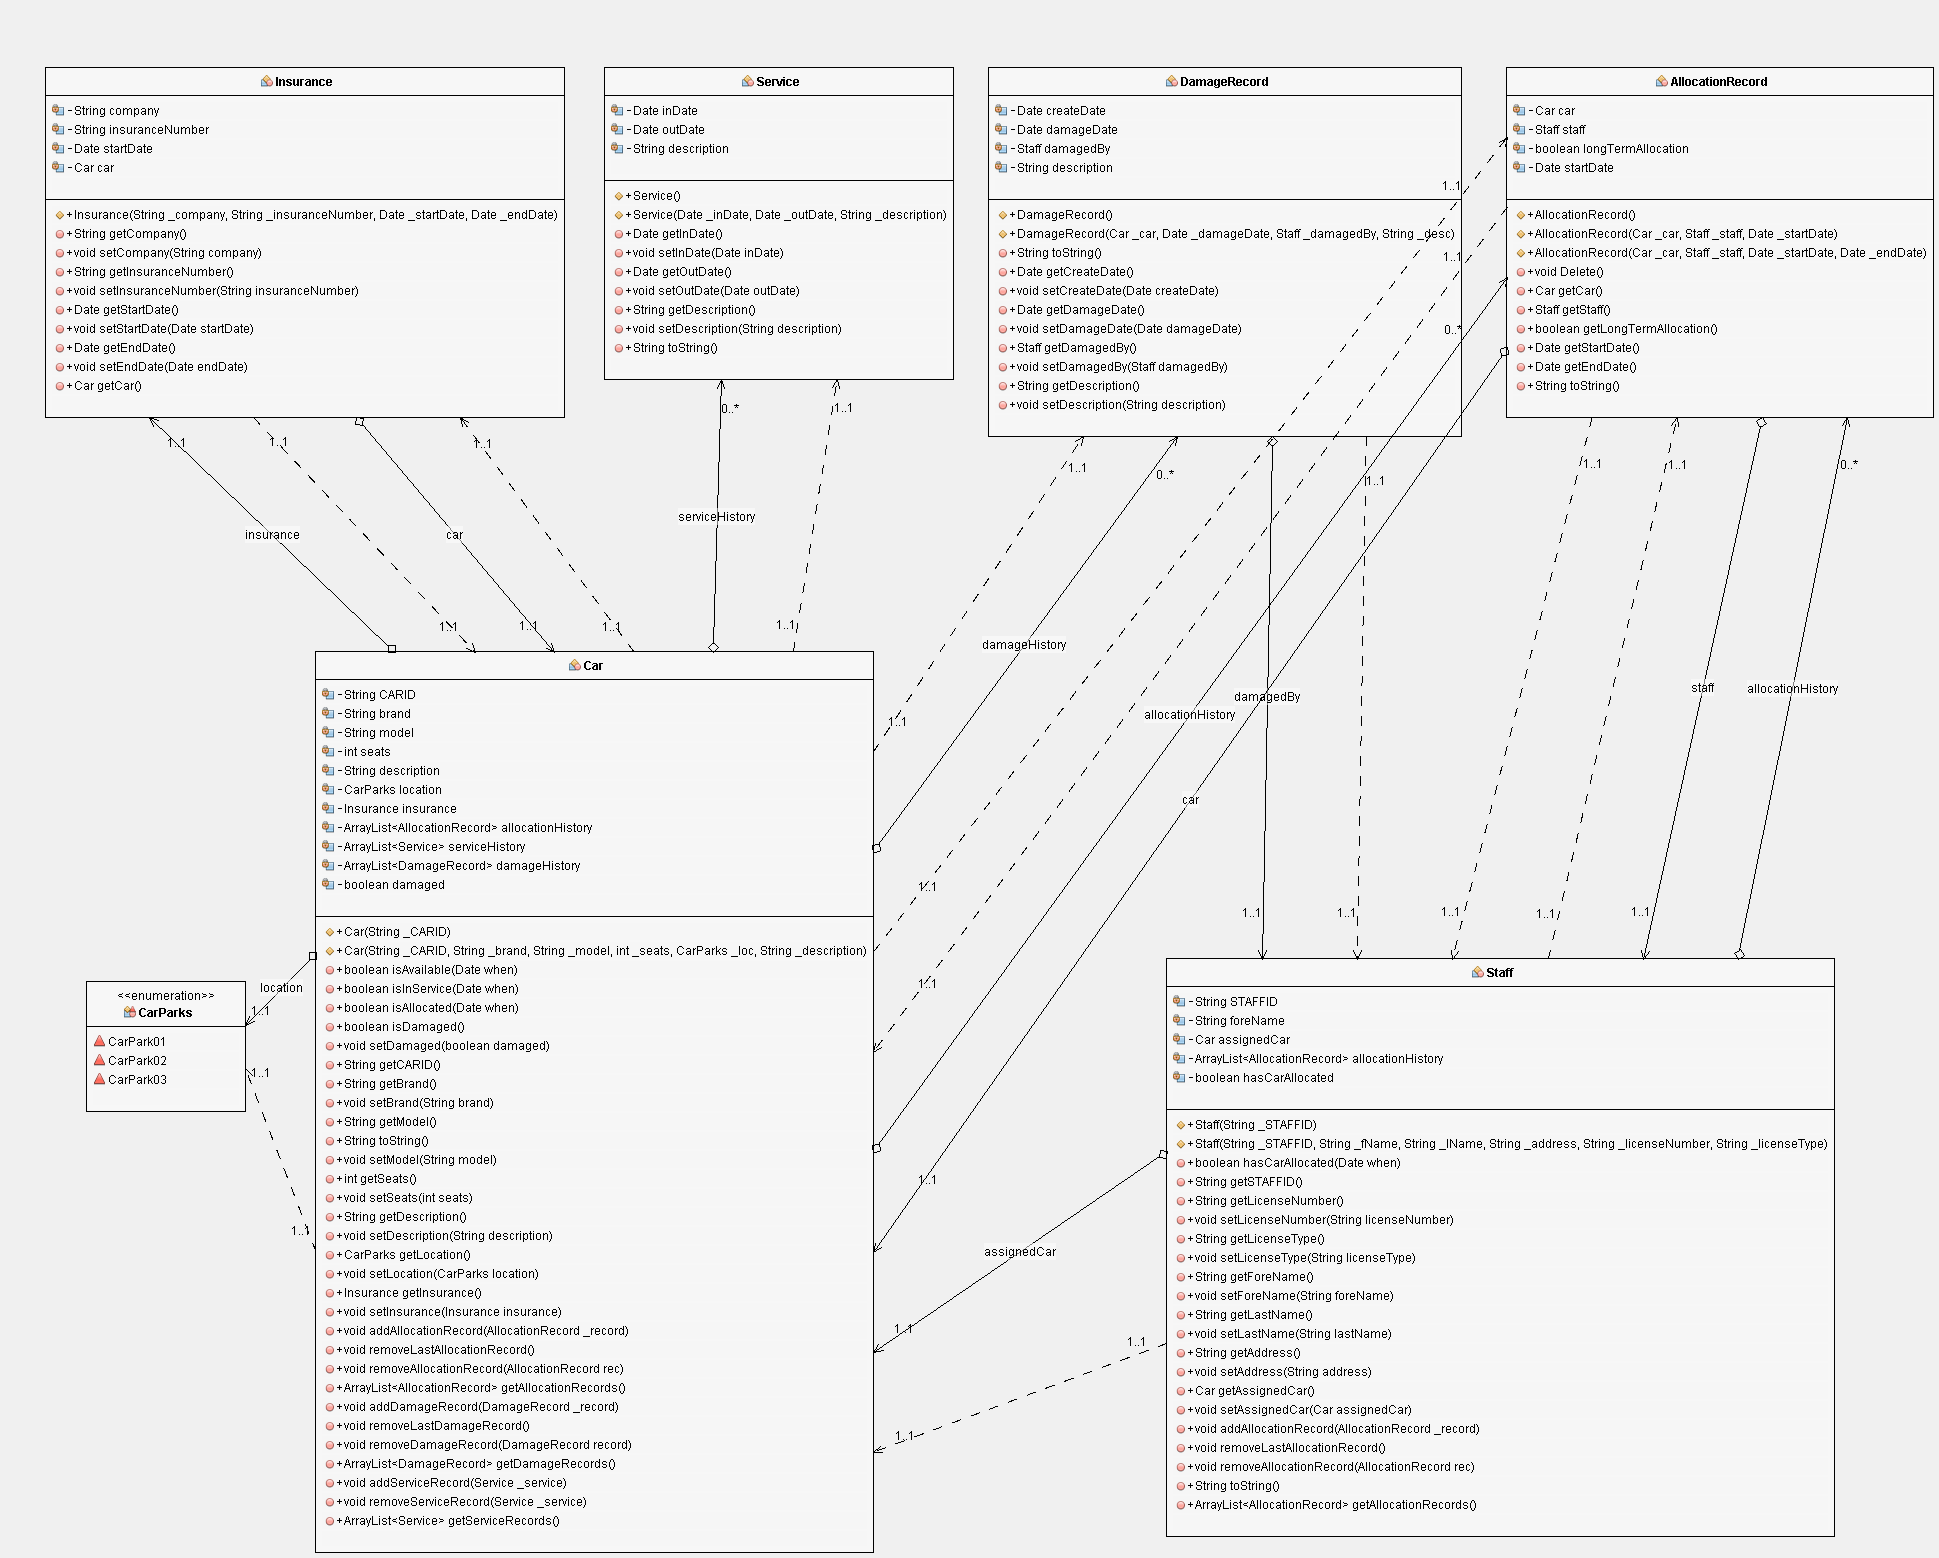 Insurance
- String company
- String insuranceNumber
- Date startDate
- Car car
+ Insurance(String _company, String _insuranceNumber, Date _startDate, Date _endDate)
+ String getCompany()
+ void setCompany(String company)
+ String getInsuranceNumber()
+ void setInsuranceNumber(String insuranceNumber)
+ Date getStartDate()
+ void setStartDate(Date startDate)
+ Date getEndDate()
+ void setEndDate(Date endDate)
+ Car getCar()
Service
- Date inDate
- Date outDate
- String description
+ Service()
+ Service(Date _inDate, Date _outDate, String _description)
+ Date getInDate()
+ void setInDate(Date inDate)
+ Date getOutDate()
+ void setOutDate(Date outDate)
+ String getDescription()
+ void setDescription(String description)
+ String toString()
DamageRecord
- Date createDate
- Date damageDate
- Staff damagedBy
- String description
+ DamageRecord()
+ DamageRecord(Car _car, Date _damageDate, Staff _damagedBy, String _desc)
+ String toString()
+ Date getCreateDate()
+ void setCreateDate(Date createDate)
+ Date getDamageDate()
+ void setDamageDate(Date damageDate)
+ Staff getDamagedBy()
+ void setDamagedBy(Staff damagedBy)
+ String getDescription()
+ void setDescription(String description)
1..1
1..1
0..*
AllocationRecord
- Car car
- Staff staff
- boolean longTermAllocation
- Date startDate
+ AllocationRecord()
+ AllocationRecord(Car _car, Staff _staff, Date _startDate)
+ AllocationRecord(Car _car, Staff _staff, Date _startDate, Date _endDate)
+ void Delete()
+ Car getCar()
+ Staff getStaff()
+ boolean getLongTermAllocation()
+ Date getStartDate()
+ Date getEndDate()
+ String toString()
1..1
1..1
1..1
0..*
1..1
1..1
0..*
1..1
1..1
1..1
0..*
insurance
car
serviceHistory
1..1
1..1
1..1
1..1
damageHistory
damagedBy
allocationHistory
staff
allocationHistory
car
1..1
1..1
1..1
1..1
1..1
1..1
1..1
1..1
1..1
Car
- String CARID
- String brand
- String model
- int seats
- String description
- CarParks location
- Insurance insurance
- ArrayList<AllocationRecord> allocationHistory
- ArrayList<Service> serviceHistory
- ArrayList<DamageRecord> damageHistory
- boolean damaged
+ Car(String _CARID)
+ Car(String _CARID, String _brand, String _model, int _seats, CarParks _loc, String _description)
+ boolean isAvailable(Date when)
+ boolean isInService(Date when)
+ boolean isAllocated(Date when)
+ boolean isDamaged()
+ void setDamaged(boolean damaged)
+ String getCARID()
+ String getBrand()
+ void setBrand(String brand)
+ String getModel()
+ String toString()
+ void setModel(String model)
+ int getSeats()
+ void setSeats(int seats)
+ String getDescription()
+ void setDescription(String description)
+ CarParks getLocation()
+ void setLocation(CarParks location)
+ Insurance getInsurance()
+ void setInsurance(Insurance insurance)
+ void addAllocationRecord(AllocationRecord _record)
+ void removeLastAllocationRecord()
+ void removeAllocationRecord(AllocationRecord rec)
+ ArrayList<AllocationRecord> getAllocationRecords()
+ void addDamageRecord(DamageRecord _record)
+ void removeLastDamageRecord()
+ void removeDamageRecord(DamageRecord record)
+ ArrayList<DamageRecord> getDamageRecords()
+ void addServiceRecord(Service _service)
+ void removeServiceRecord(Service _service)
+ ArrayList<Service> getServiceRecords()
location
1..1
1..1
1..1
<<enumeration>>
CarParks
CarPark01
CarPark02
CarPark03
assignedCar
1..1
1..1
1..1
Staff
- String STAFFID
- String foreName
- Car assignedCar
- ArrayList<AllocationRecord> allocationHistory
- boolean hasCarAllocated
+ Staff(String _STAFFID)
+ Staff(String _STAFFID, String _fName, String _lName, String _address, String _licenseNumber, String _licenseType)
+ boolean hasCarAllocated(Date when)
+ String getSTAFFID()
+ String getLicenseNumber()
+ void setLicenseNumber(String licenseNumber)
+ String getLicenseType()
+ void setLicenseType(String licenseType)
+ String getForeName()
+ void setForeName(String foreName)
+ String getLastName()
+ void setLastName(String lastName)
+ String getAddress()
+ void setAddress(String address)
+ Car getAssignedCar()
+ void setAssignedCar(Car assignedCar)
+ void addAllocationRecord(AllocationRecord _record)
+ void removeLastAllocationRecord()
+ void removeAllocationRecord(AllocationRecord rec)
+ String toString()
+ ArrayList<AllocationRecord> getAllocationRecords()